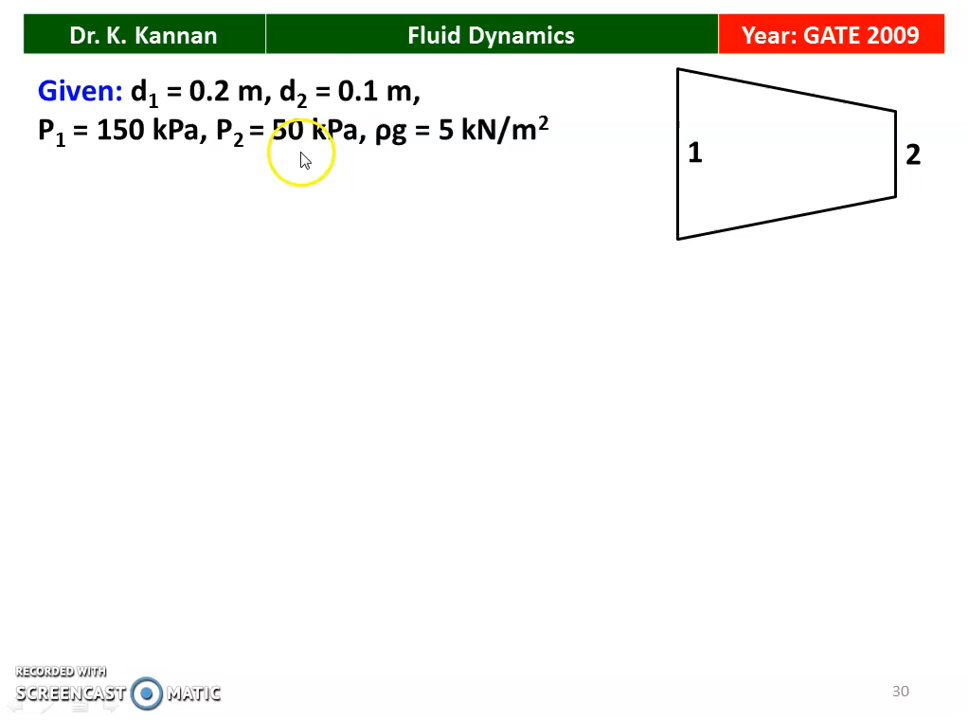 Dr. K. Kannan Fluid Dynamics Year: GATE 2009
Given: d₁ = 0.2 m, d₂ = 0.1 m,
P₁ = 150 kPa, P₂ = 50 kPa, ρg = 5 kN/m²
1
2
RECORDED WITH
SCREENCAST MATIC
30